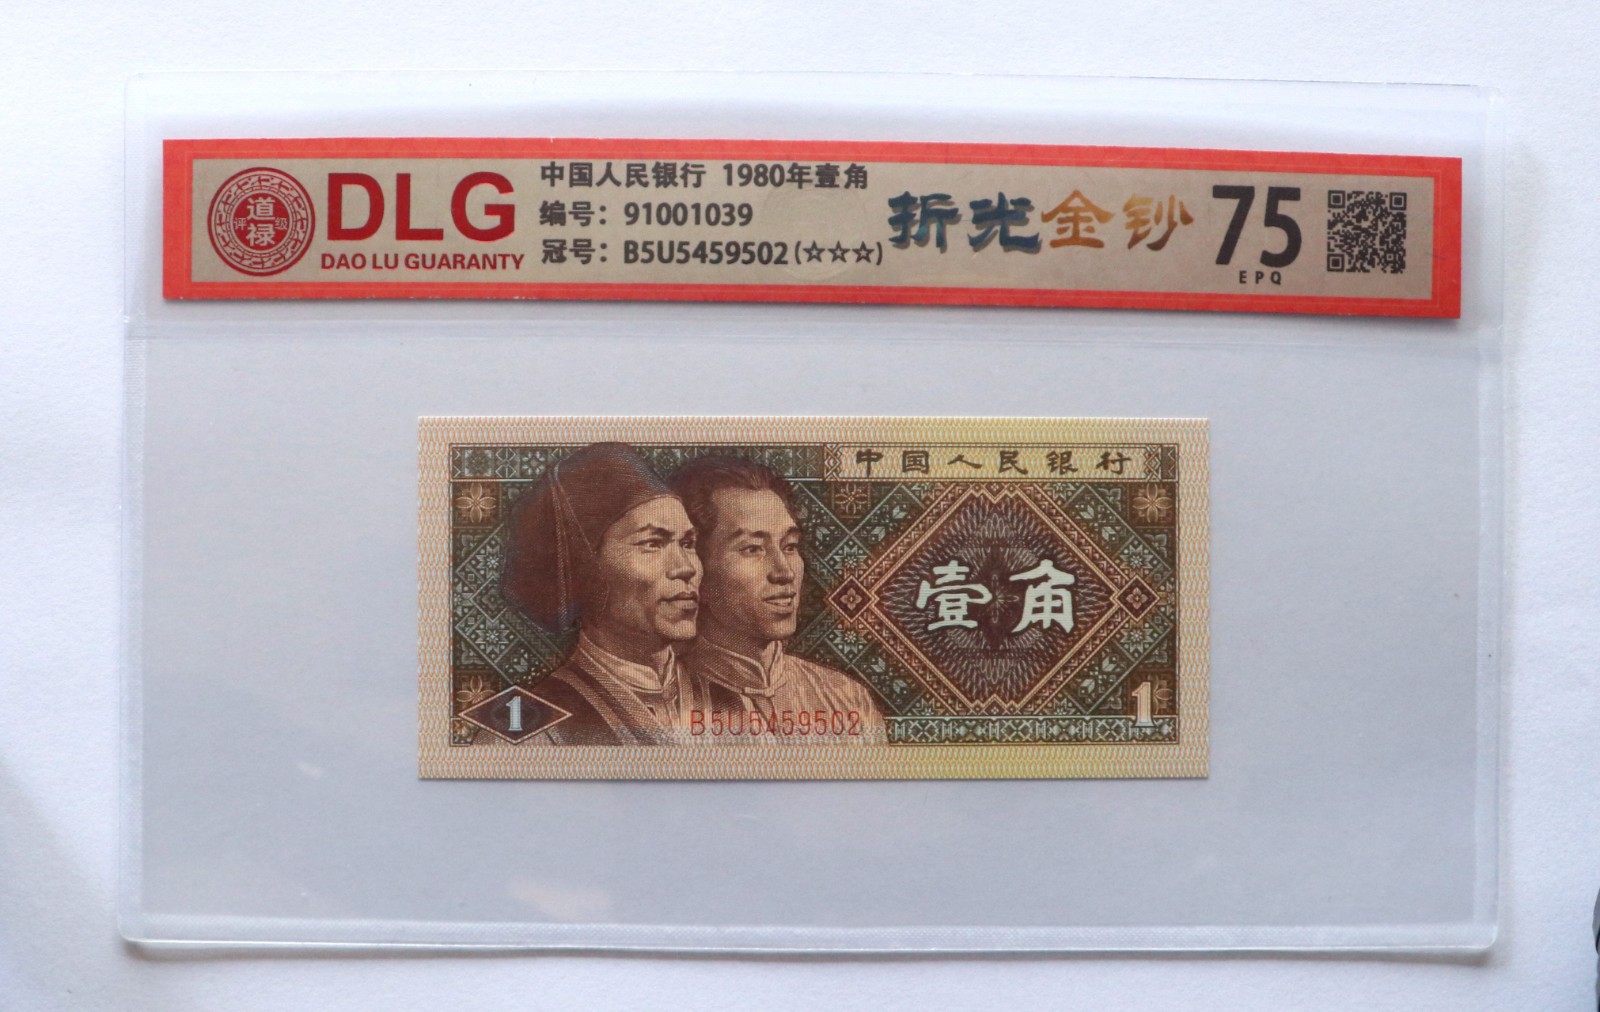 道禄
评级
DLG
DAO LU GUARANTY
中国人民银行 1980年壹角
编号：91001039
冠号：B5U5459502(☆☆☆)
折光金钞
75
EPQ
中国人民银行
壹角
1
1
B5U5459502